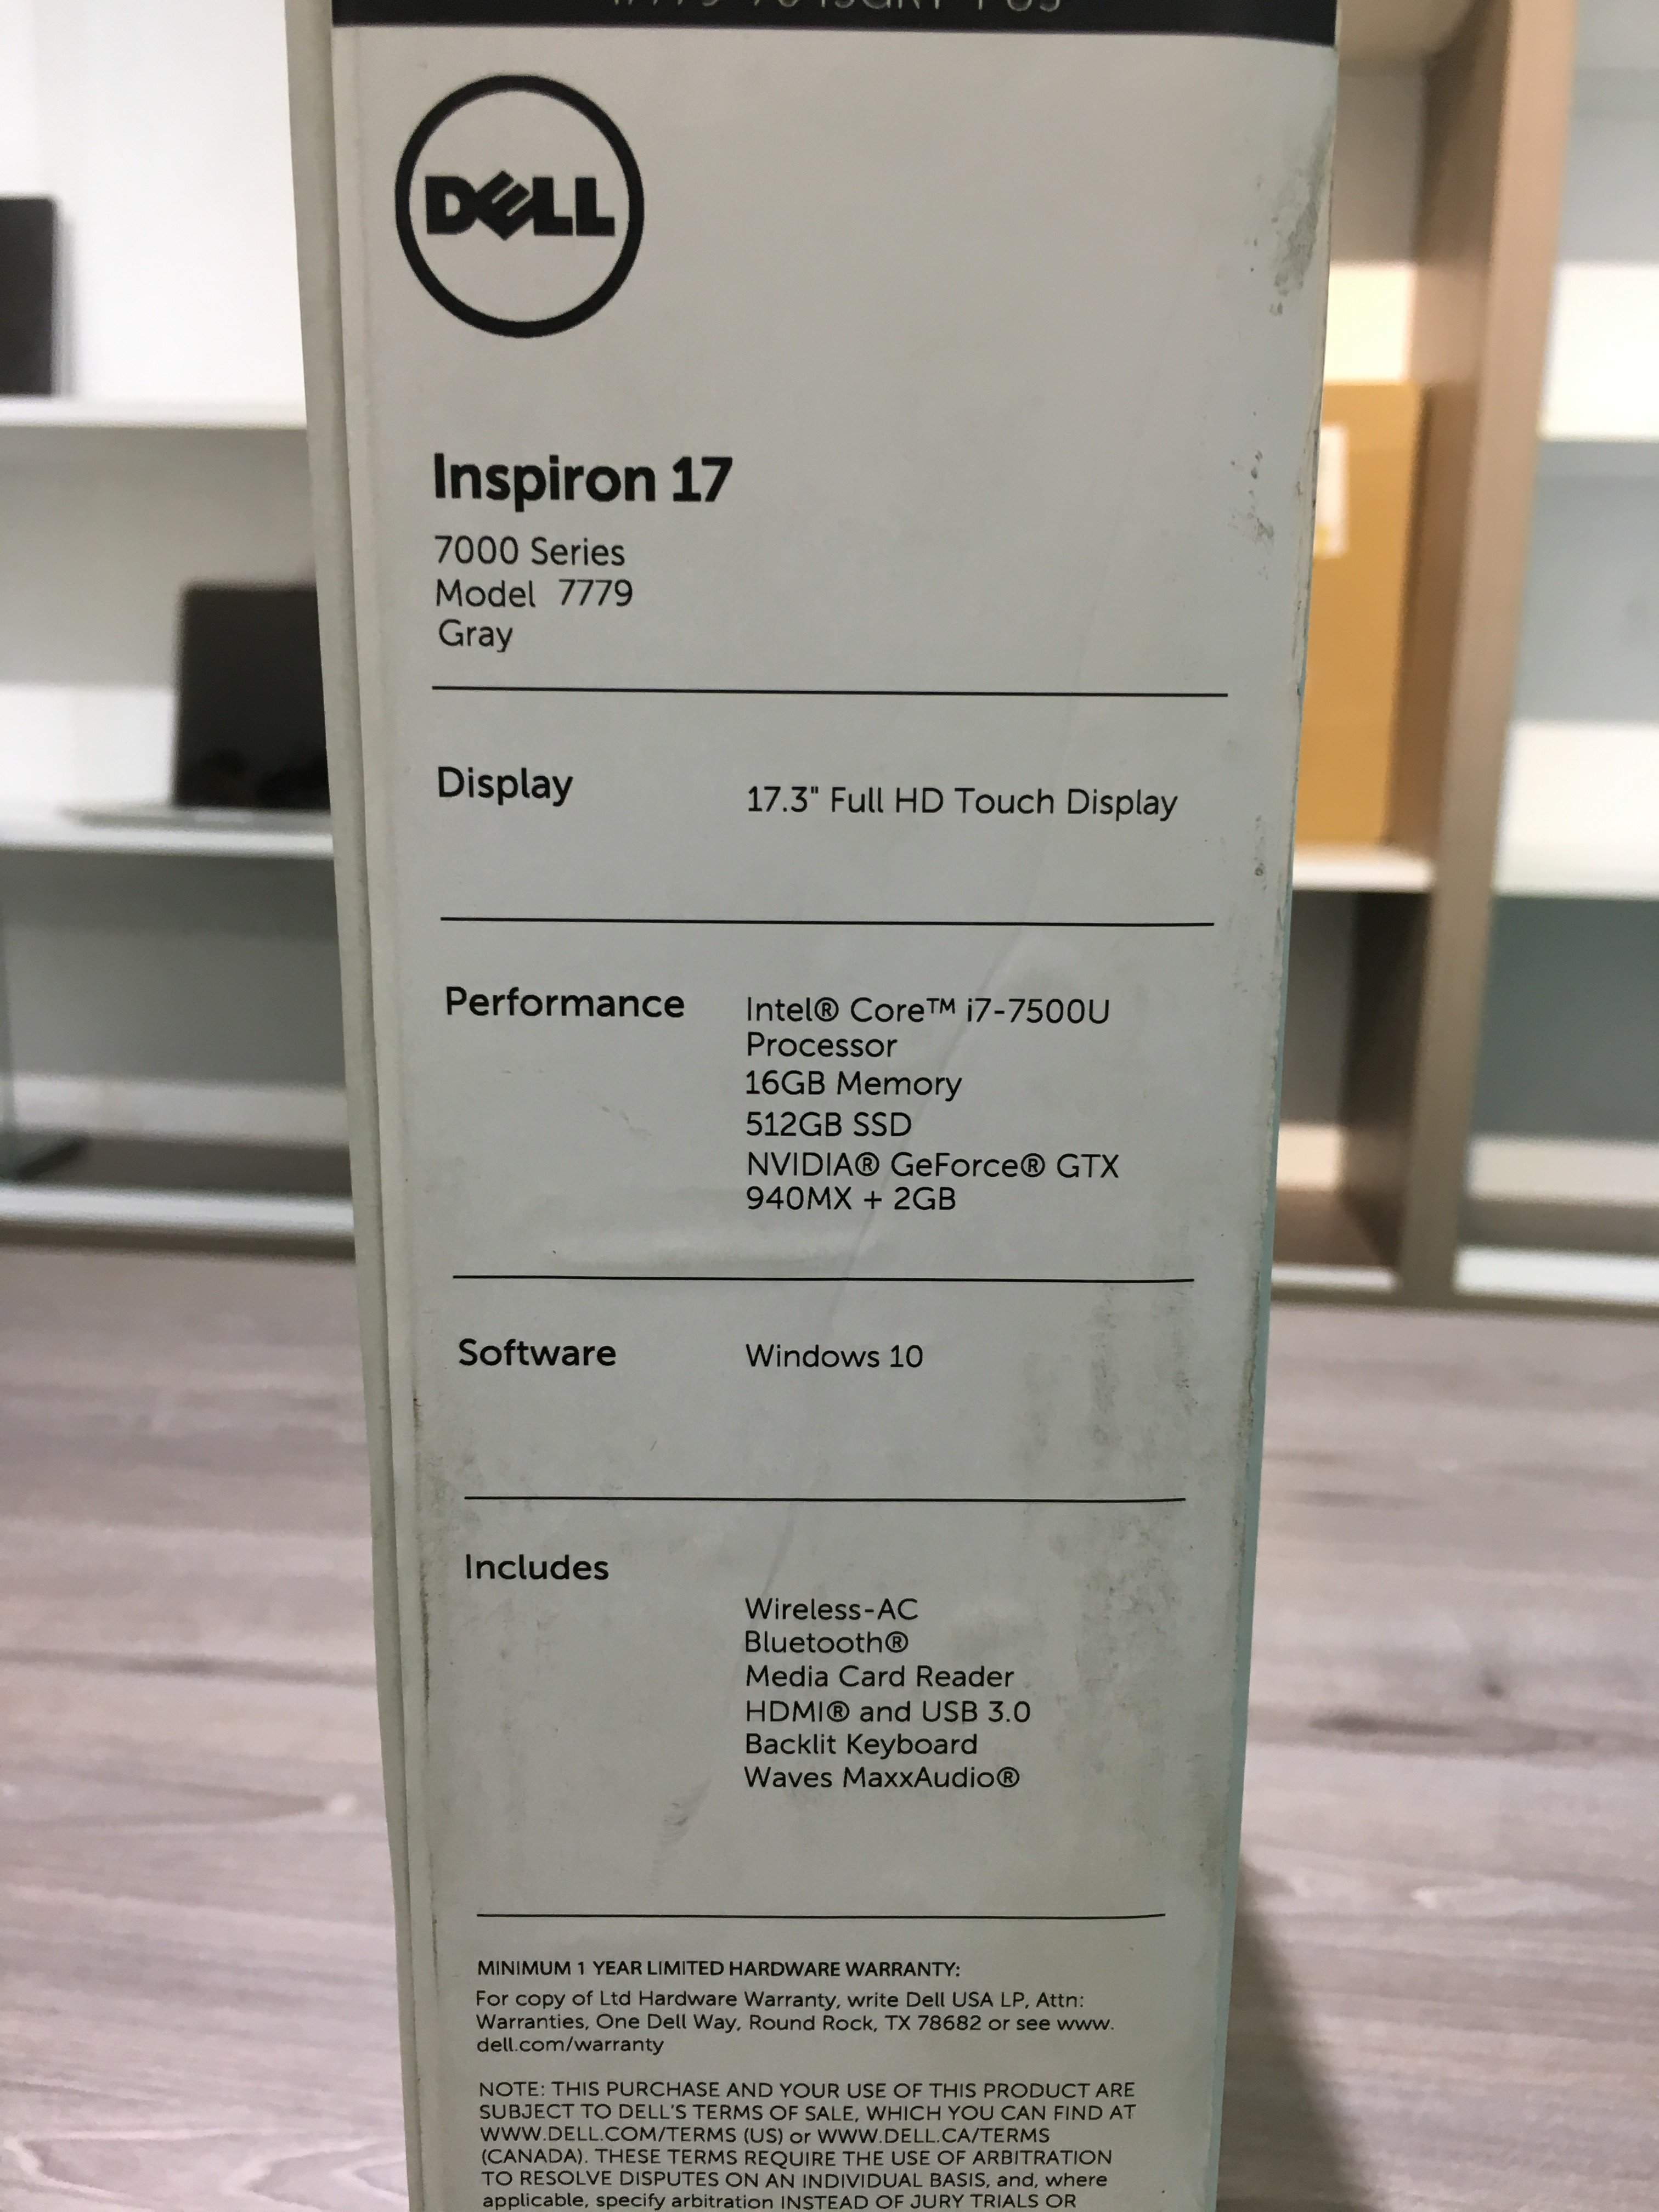 DELL
Inspiron 17
7000 Series
Model 7779
Gray
Display
17.3" Full HD Touch Display
Performance
Intel® Core™ i7-7500U
Processor
16GB Memory
512GB SSD
NVIDIA® GeForce® GTX
940MX + 2GB
Software
Windows 10
Includes
Wireless-AC
Bluetooth®
Media Card Reader
HDMI® and USB 3.0
Backlit Keyboard
Waves MaxxAudio®
MINIMUM 1 YEAR LIMITED HARDWARE WARRANTY:
For copy of Ltd Hardware Warranty, write Dell USA LP, Attn:
Warranties, One Dell Way, Round Rock, TX 78682 or see www.
dell.com/warranty
NOTE: THIS PURCHASE AND YOUR USE OF THIS PRODUCT ARE
SUBJECT TO DELL'S TERMS OF SALE, WHICH YOU CAN FIND AT
WWW.DELL.COM/TERMS (US) or WWW.DELL.CA/TERMS
(CANADA). THESE TERMS REQUIRE THE USE OF ARBITRATION
TO RESOLVE DISPUTES ON AN INDIVIDUAL BASIS, and, where
applicable, specify arbitration INSTEAD OF JURY TRIALS OR